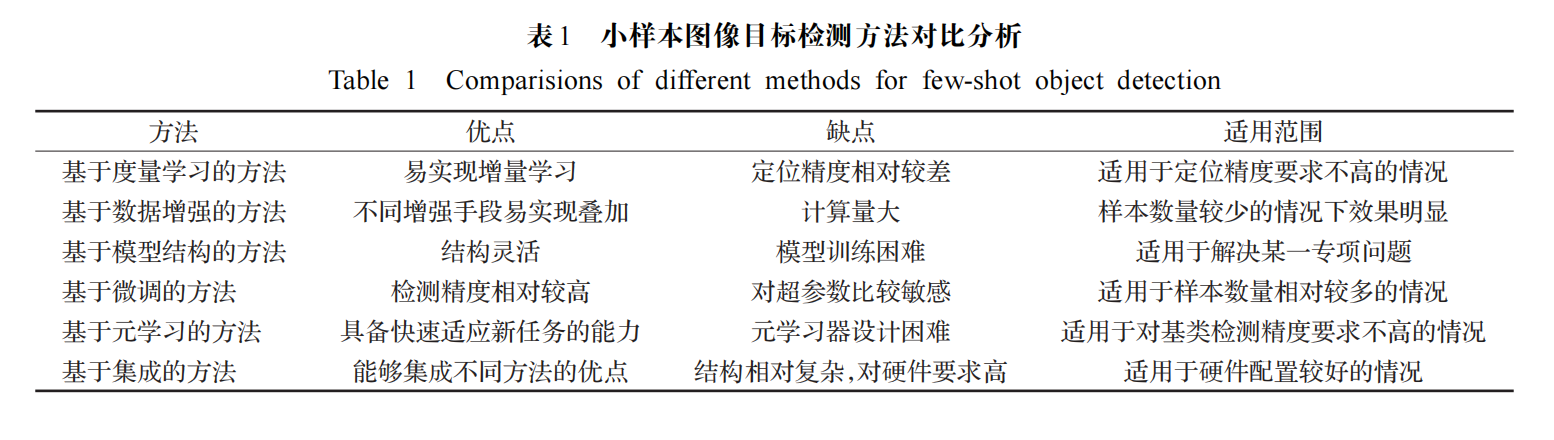 表1 小样本图像目标检测方法对比分析
Table 1 Comparisions of different methods for few-shot object detection
方法 优点 缺点 适用范围
基于度量学习的方法 易实现增量学习 定位精度相对较差 适用于定位精度要求不高的情况
基于数据增强的方法 不同增强手段易实现叠加 计算量大 样本数量较少的情况下效果明显
基于模型结构的方法 结构灵活 模型训练困难 适用于解决某一专项问题
基于微调的方法 检测精度相对较高 对超参数比较敏感 适用于样本数量相对较多的情况
基于元学习的方法 具备快速适应新任务的能力 元学习器设计困难 适用于对基类检测精度要求不高的情况
基于集成的方法 能够集成不同方法的优点 结构相对复杂,对硬件要求高 适用于硬件配置较好的情况